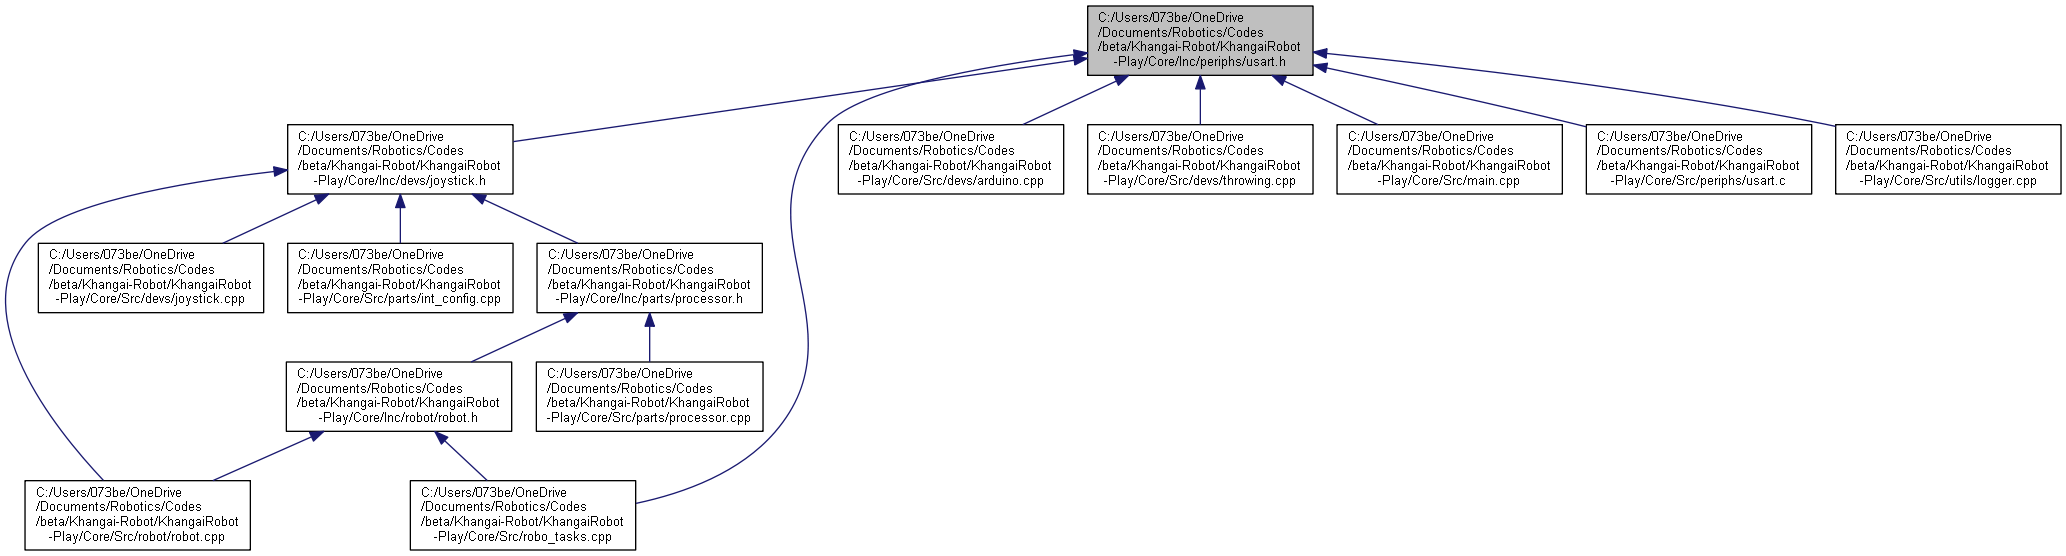 C:/Users/073be/OneDrive
/Documents/Robotics/Codes
/beta/Khangai-Robot/KhangaiRobot
-Play/Core/Inc/periphs/usart.h
C:/Users/073be/OneDrive
/Documents/Robotics/Codes
/beta/Khangai-Robot/KhangaiRobot
-Play/Core/Inc/devs/joystick.h
C:/Users/073be/OneDrive
/Documents/Robotics/Codes
/beta/Khangai-Robot/KhangaiRobot
-Play/Core/Src/devs/arduino.cpp
C:/Users/073be/OneDrive
/Documents/Robotics/Codes
/beta/Khangai-Robot/KhangaiRobot
-Play/Core/Src/devs/throwing.cpp
C:/Users/073be/OneDrive
/Documents/Robotics/Codes
/beta/Khangai-Robot/KhangaiRobot
-Play/Core/Src/main.cpp
C:/Users/073be/OneDrive
/Documents/Robotics/Codes
/beta/Khangai-Robot/KhangaiRobot
-Play/Core/Src/periphs/usart.c
C:/Users/073be/OneDrive
/Documents/Robotics/Codes
/beta/Khangai-Robot/KhangaiRobot
-Play/Core/Src/utils/logger.cpp
C:/Users/073be/OneDrive
/Documents/Robotics/Codes
/beta/Khangai-Robot/KhangaiRobot
-Play/Core/Src/devs/joystick.cpp
C:/Users/073be/OneDrive
/Documents/Robotics/Codes
/beta/Khangai-Robot/KhangaiRobot
-Play/Core/Src/parts/int_config.cpp
C:/Users/073be/OneDrive
/Documents/Robotics/Codes
/beta/Khangai-Robot/KhangaiRobot
-Play/Core/Inc/parts/processor.h
C:/Users/073be/OneDrive
/Documents/Robotics/Codes
/beta/Khangai-Robot/KhangaiRobot
-Play/Core/Inc/robot/robot.h
C:/Users/073be/OneDrive
/Documents/Robotics/Codes
/beta/Khangai-Robot/KhangaiRobot
-Play/Core/Src/parts/processor.cpp
C:/Users/073be/OneDrive
/Documents/Robotics/Codes
/beta/Khangai-Robot/KhangaiRobot
-Play/Core/Src/robot/robot.cpp
C:/Users/073be/OneDrive
/Documents/Robotics/Codes
/beta/Khangai-Robot/KhangaiRobot
-Play/Core/Src/robo_tasks.cpp